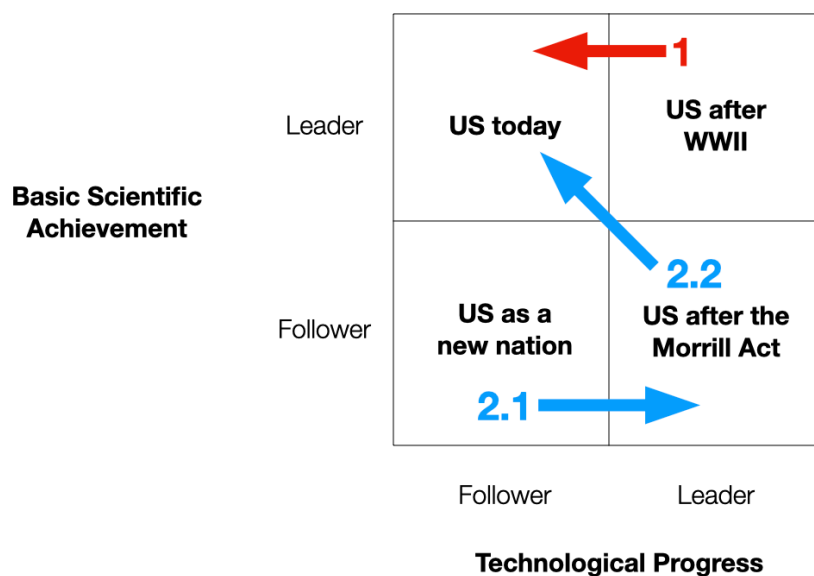 1
Leader
US today
US after
WWII
Basic Scientific
Achievement
2.2
Follower
US as a
new nation
US after the
Morrill Act
2.1
Follower
Leader
Technological Progress